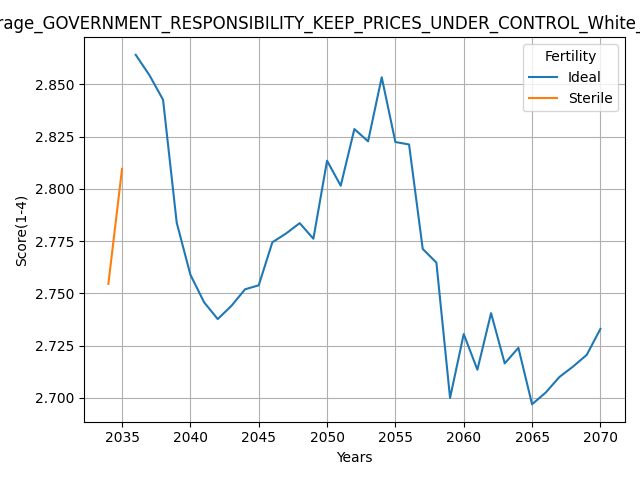 rage_GOVERNMENT_RESPONSIBILITY_KEEP_PRICES_UNDER_CONTROL_White_
Fertility
Ideal
Sterile
Score(1-4)
2.850
2.825
2.800
2.775
2.750
2.725
2.700
2035 2040 2045 2050 2055 2060 2065 2070
Years